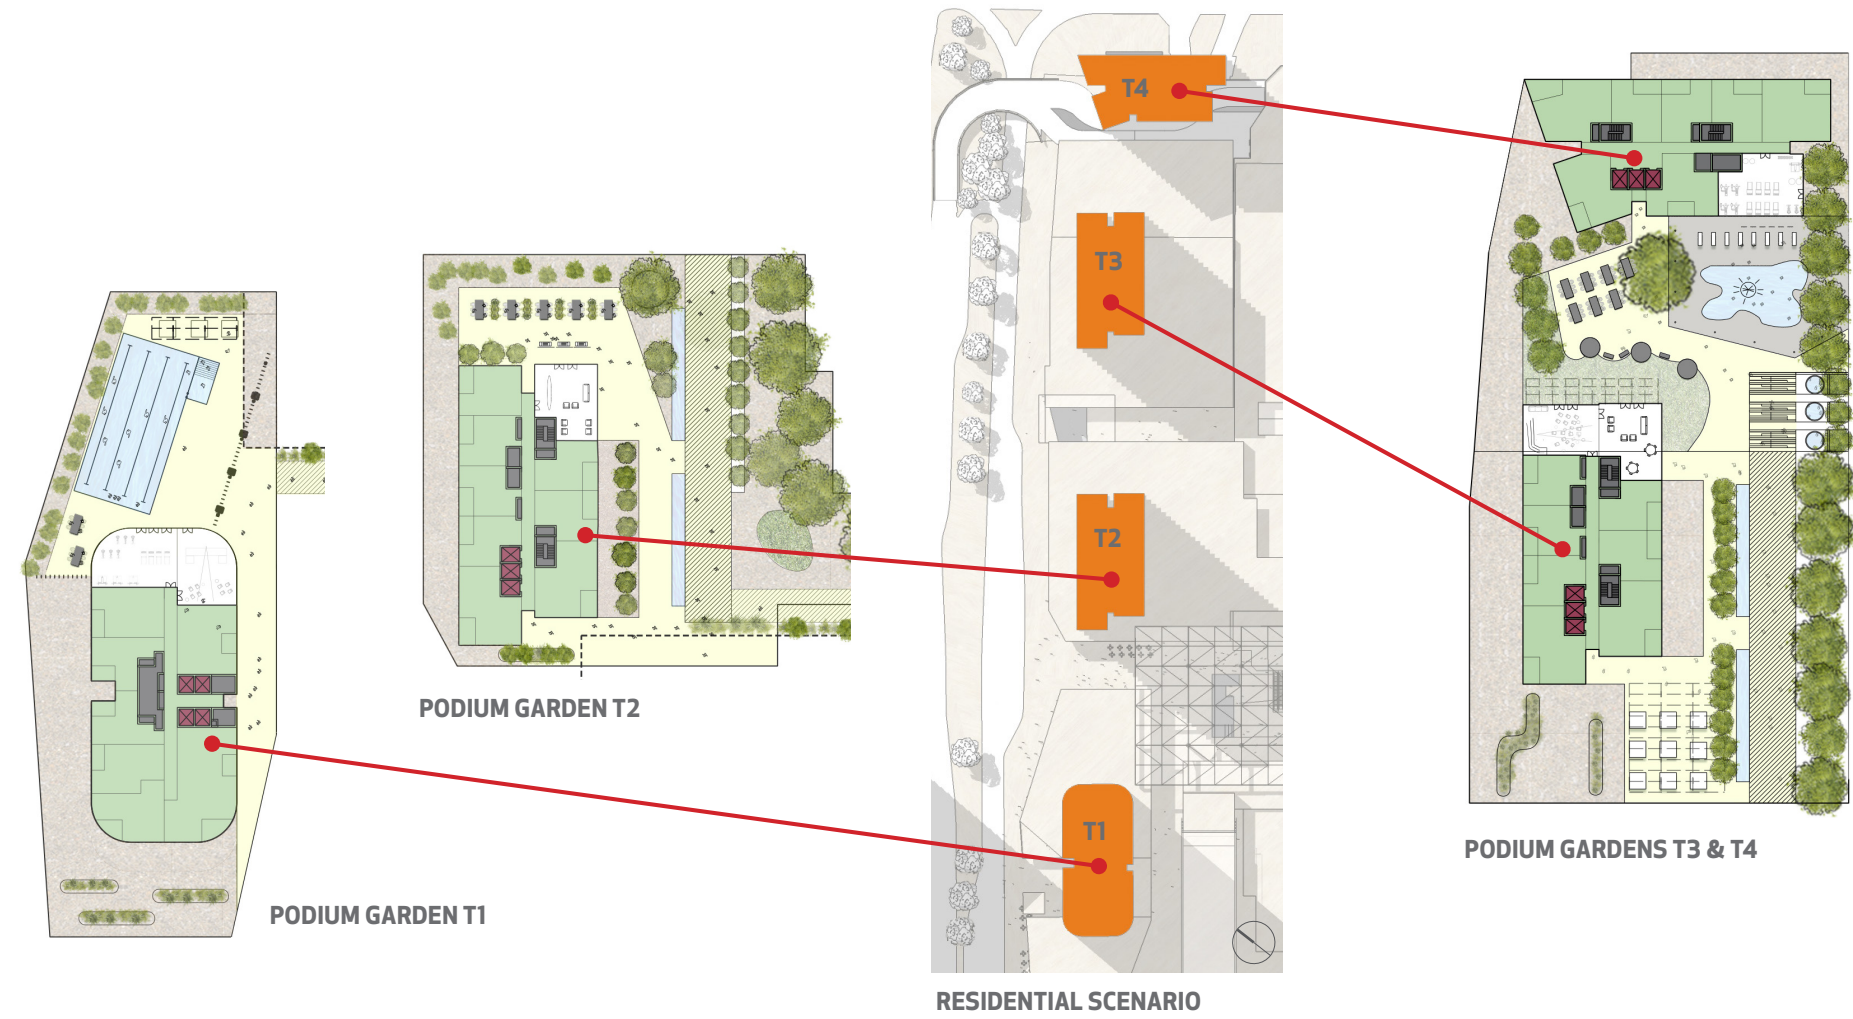 T4
T3
T2
T1
PODIUM GARDEN T2
PODIUM GARDENS T3 & T4
PODIUM GARDEN T1
RESIDENTIAL SCENARIO